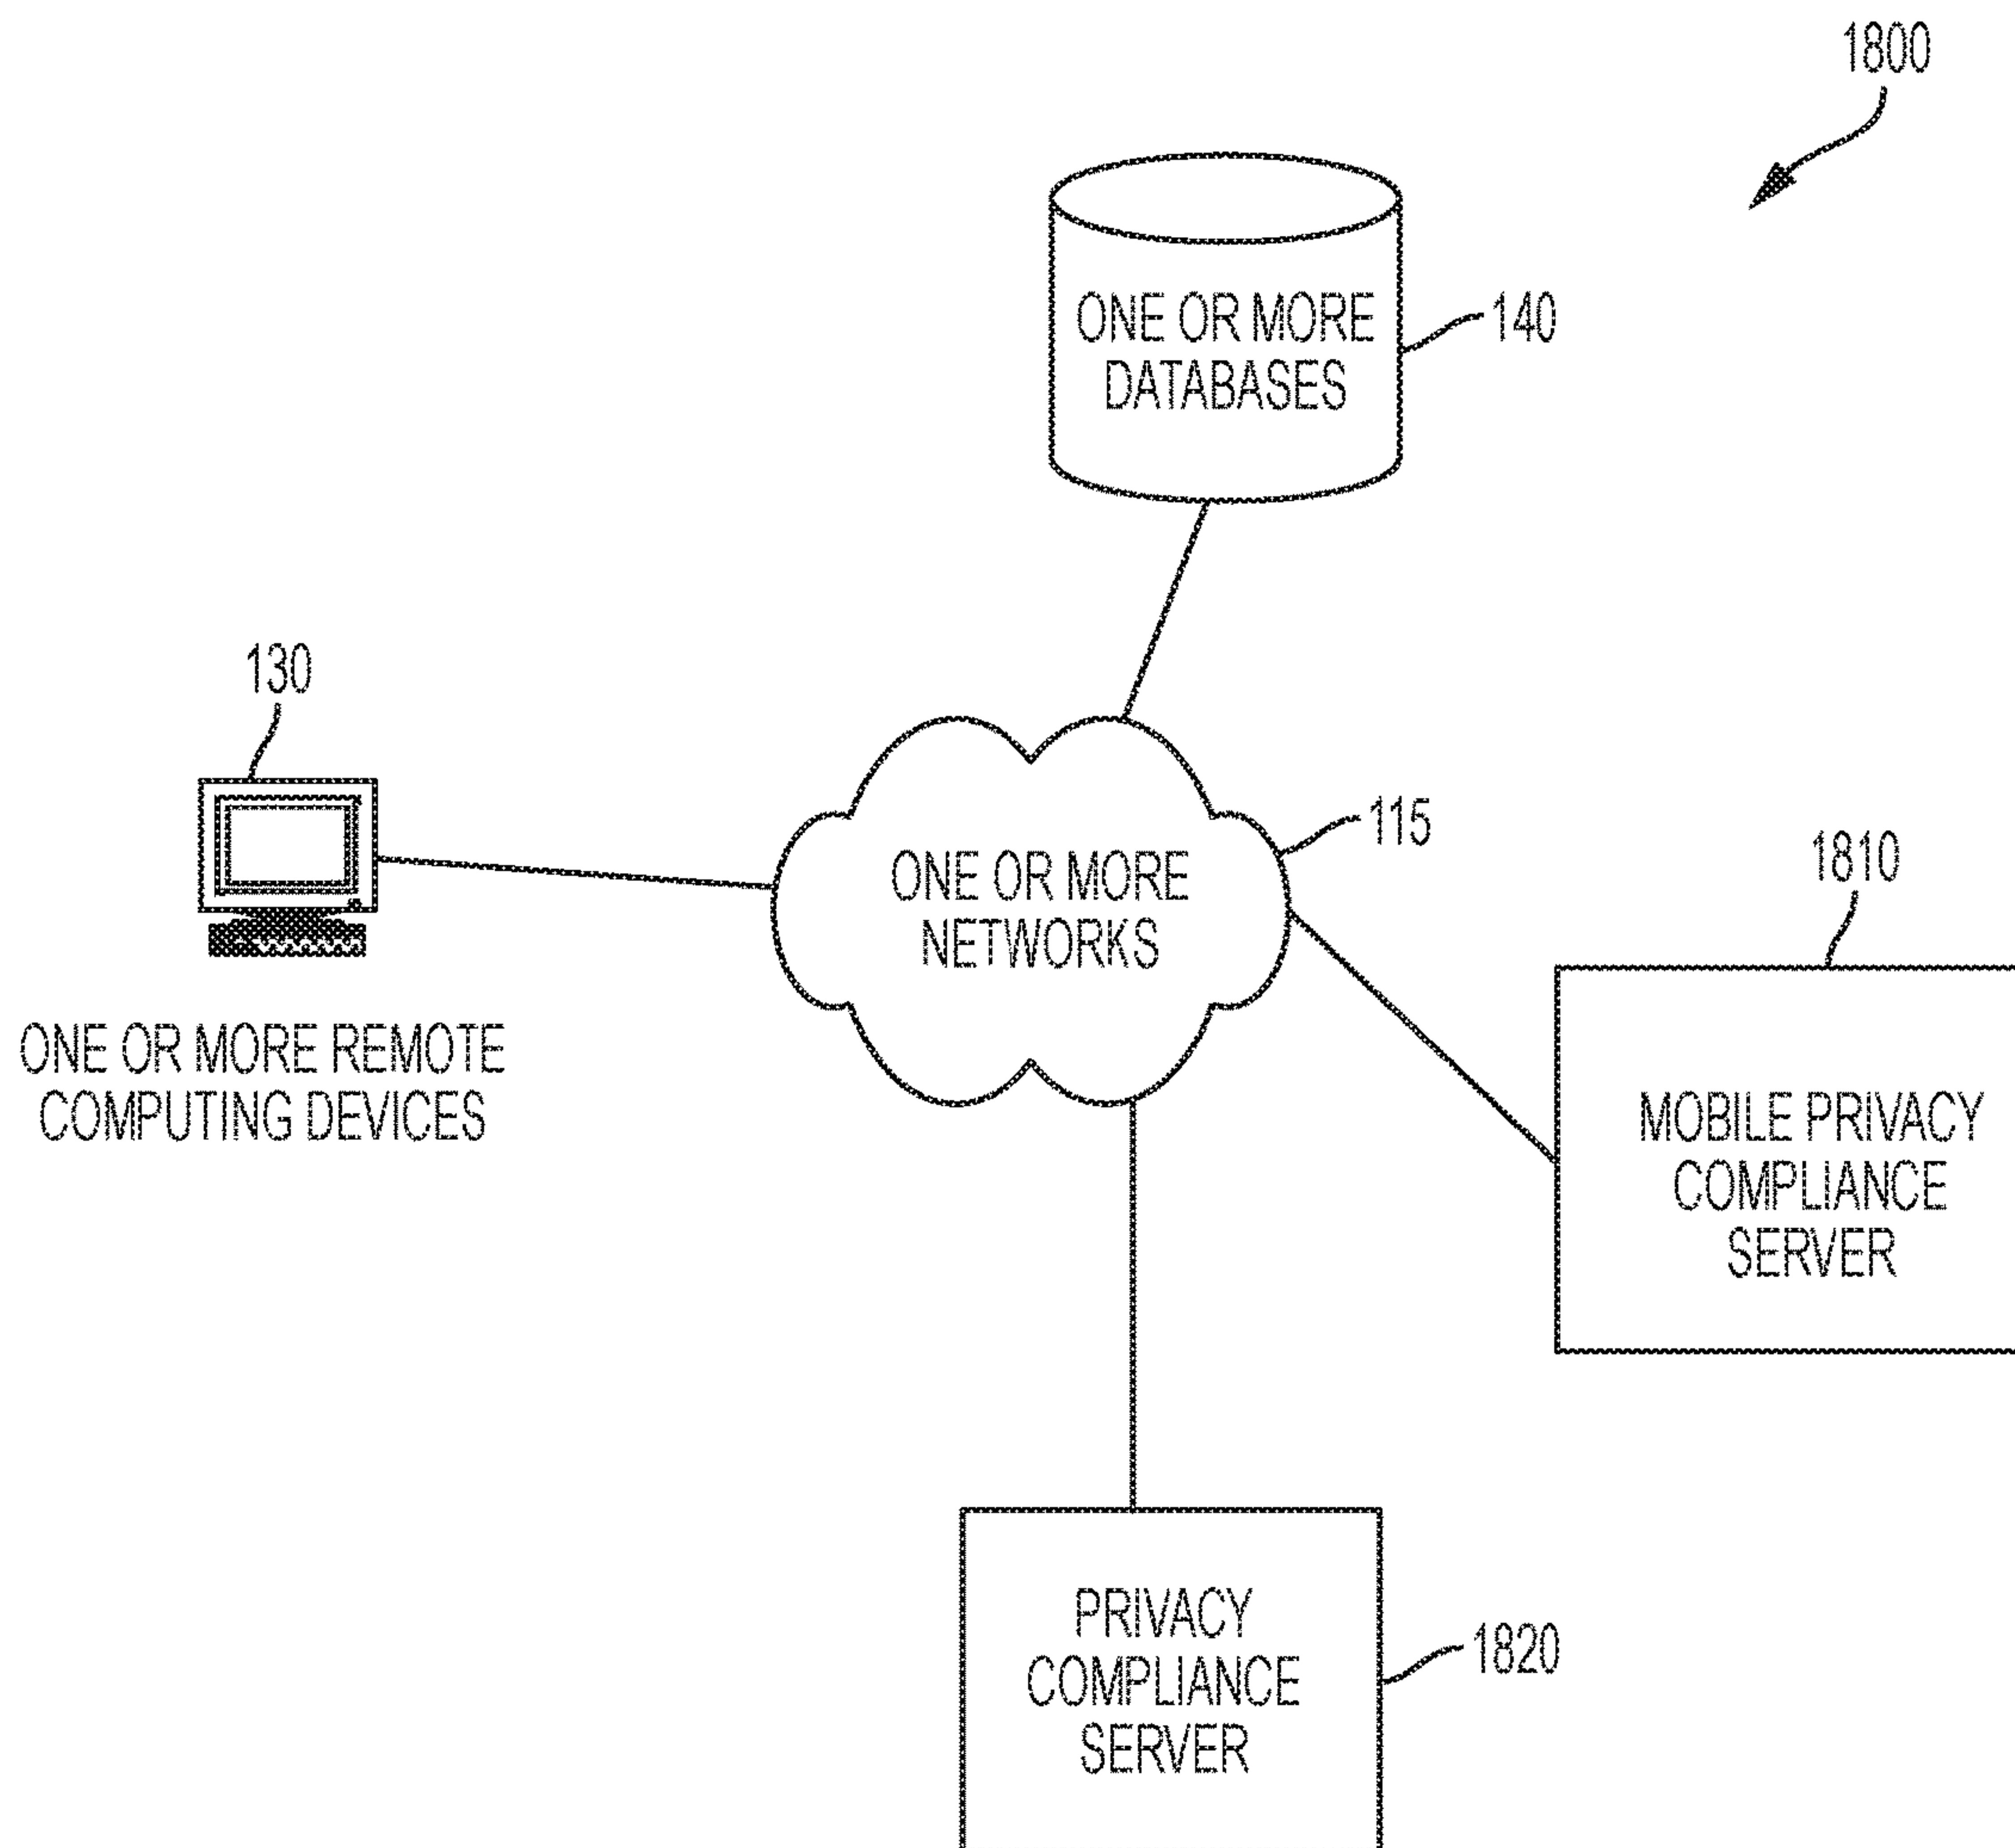 1800
ONE OR MORE
DATABASES
140
130
ONE OR MORE REMOTE
COMPUTING DEVICES
ONE OR MORE
NETWORKS
115
1810
MOBILE PRIVACY
COMPLIANCE
SERVER
PRIVACY
COMPLIANCE
SERVER
1820